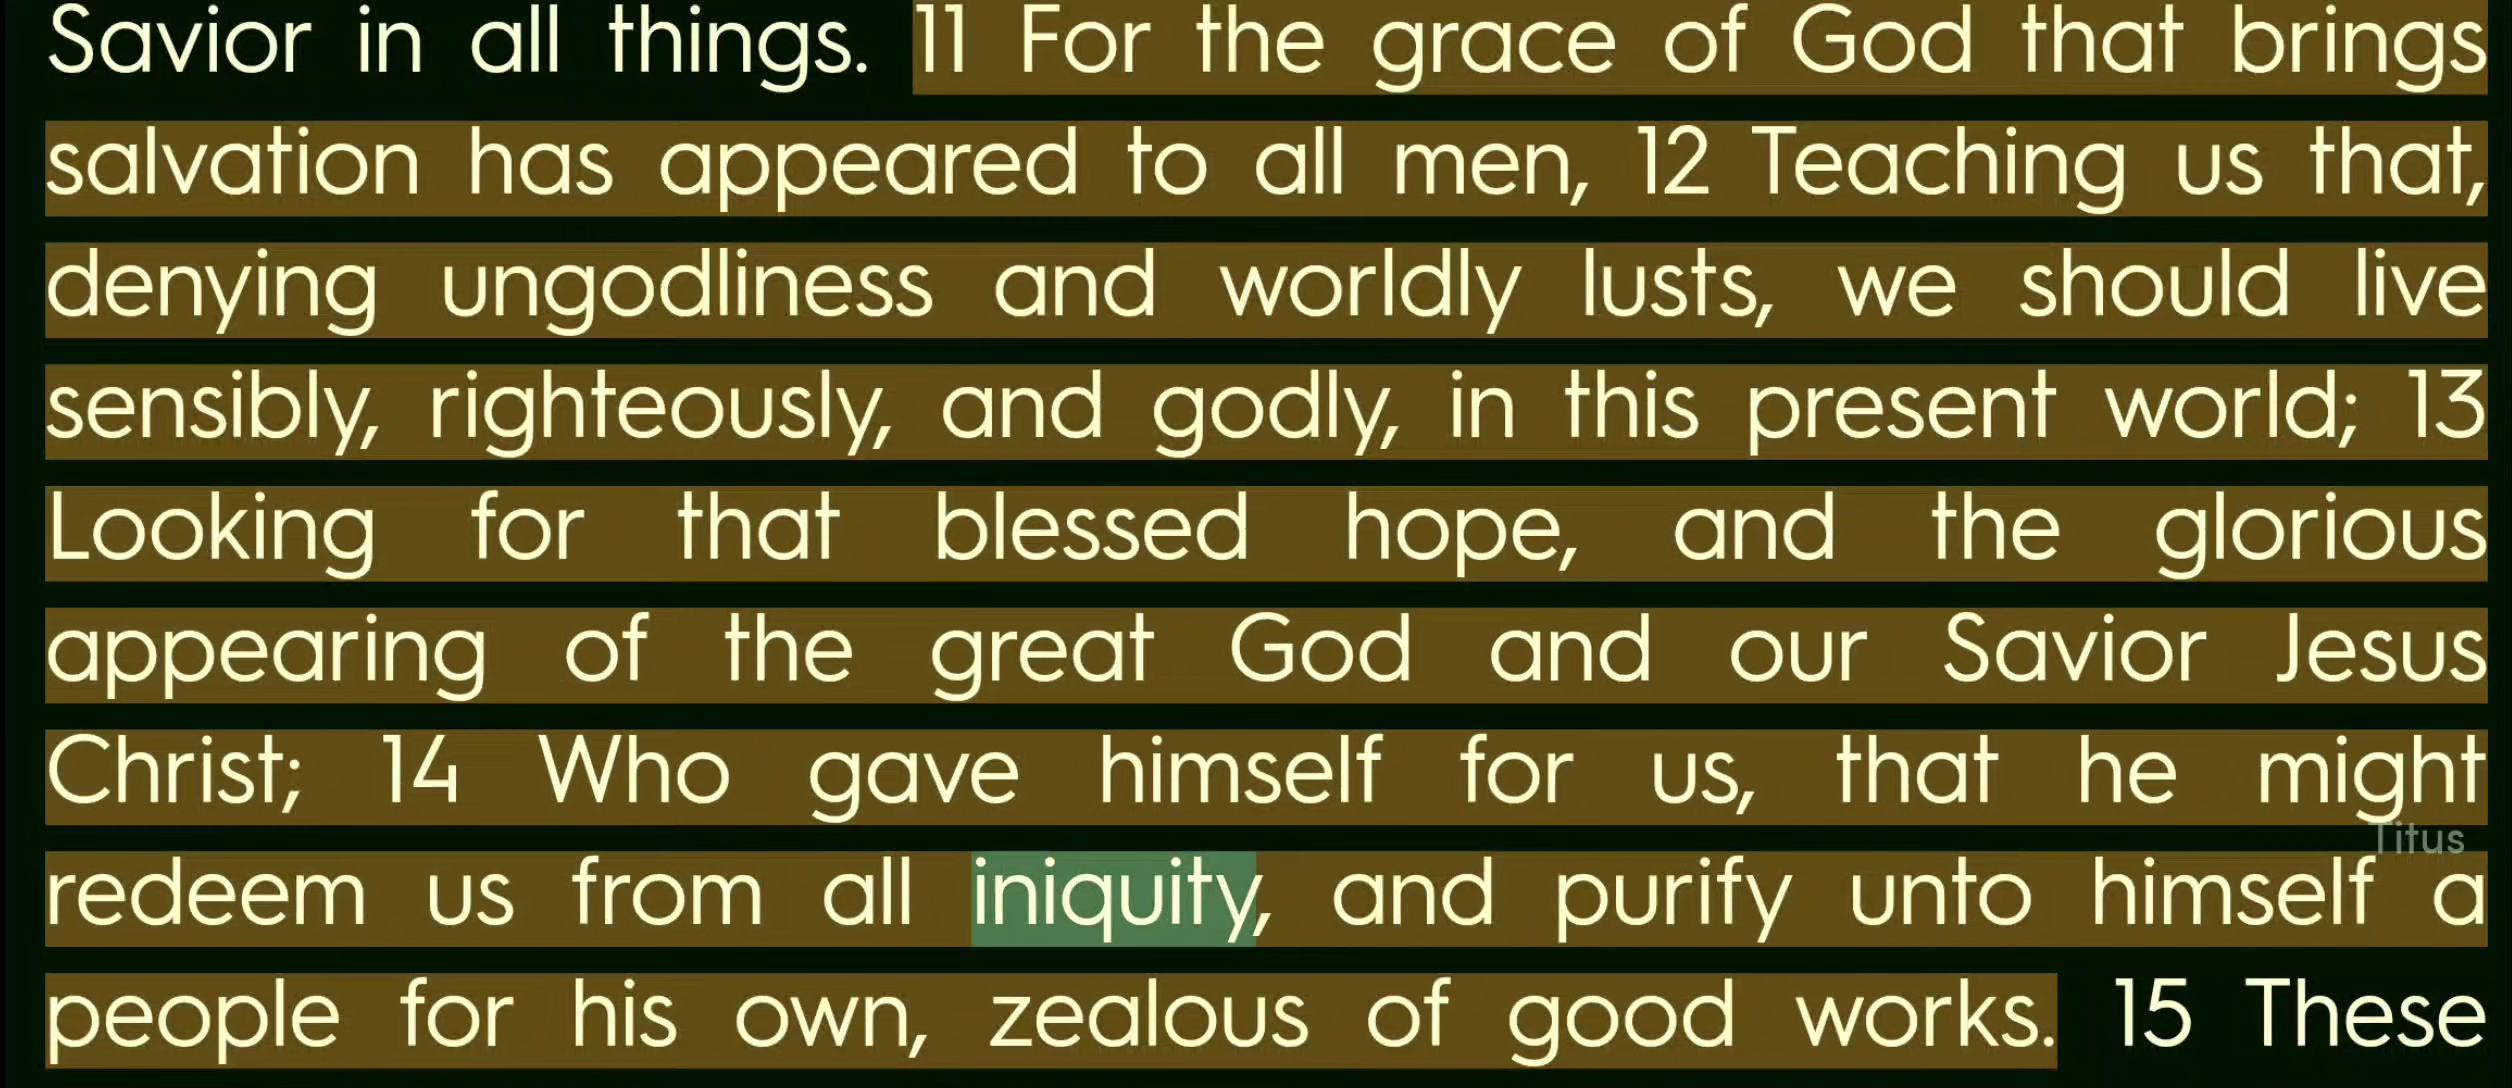 Savior in all things. 11 For the grace of God that brings
salvation has appeared to all men, 12 Teaching us that,
denying ungodliness and worldly lusts, we should live
sensibly, righteously, and godly, in this present world; 13
Looking for that blessed hope, and the glorious
appearing of the great God and our Savior Jesus
Christ; 14 Who gave himself for us, that he might
Titus
redeem us from all iniquity, and purify unto himself a
people for his own, zealous of good works. 15 These